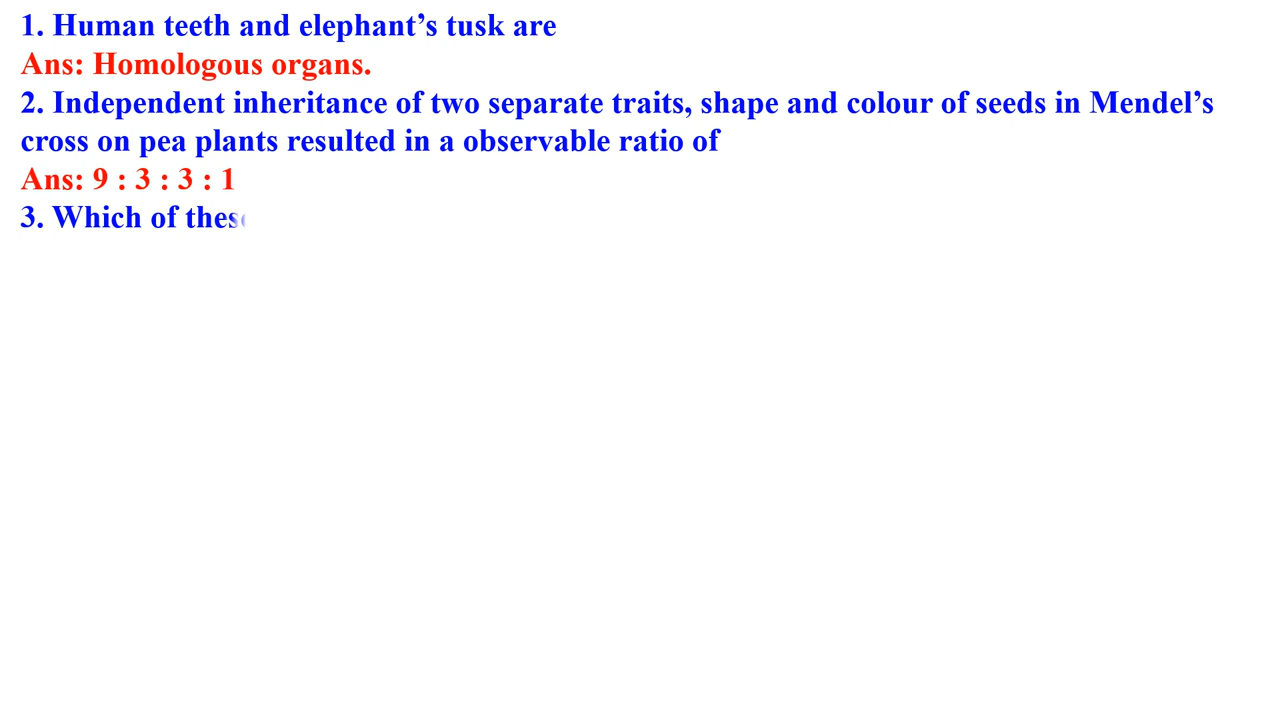 1. Human teeth and elephant’s tusk are
Ans: Homologous organs.
2. Independent inheritance of two separate traits, shape and colour of seeds in Mendel’s
cross on pea plants resulted in a observable ratio of
Ans: 9 : 3 : 3 : 1
3. Which of these